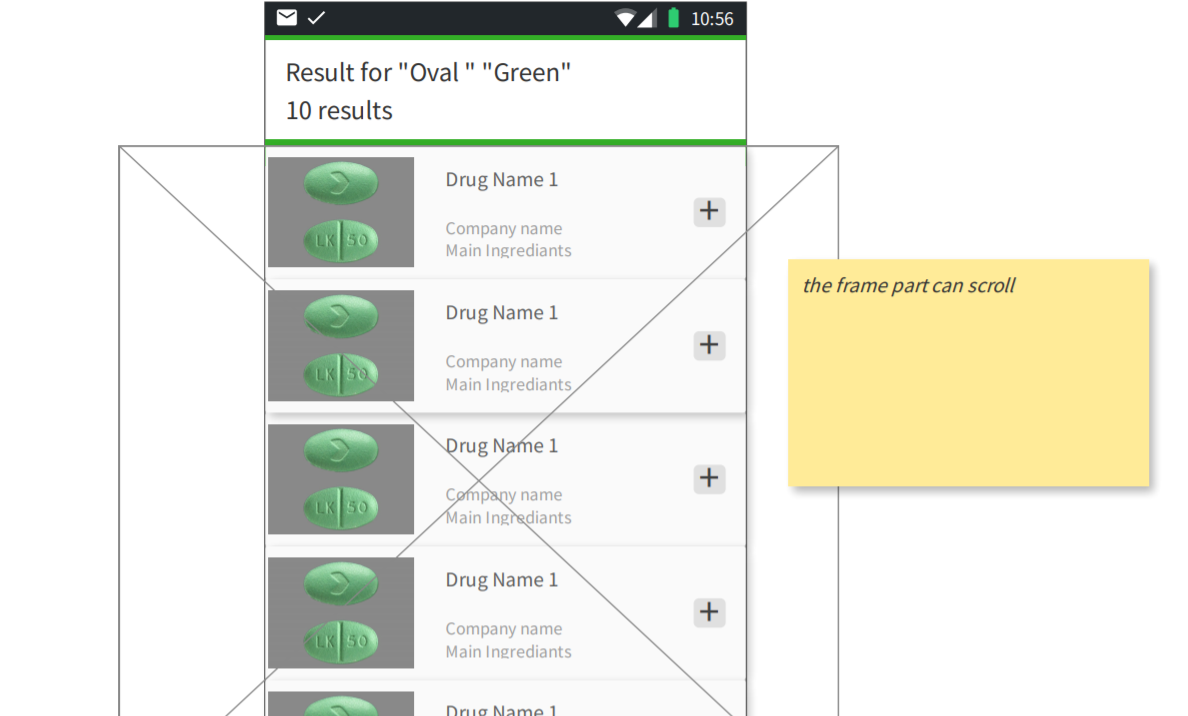 10:56
Result for "Oval " "Green"
10 results
Drug Name 1
LK 50
Company name
Main Ingrediants
the frame part can scroll
Drug Name 1
LK 50
Company name
Main Ingrediants
Drug Name 1
LK 50
Company name
Main Ingrediants
Drug Name 1
LK 50
Company name
Main Ingrediants
Drug Name 1